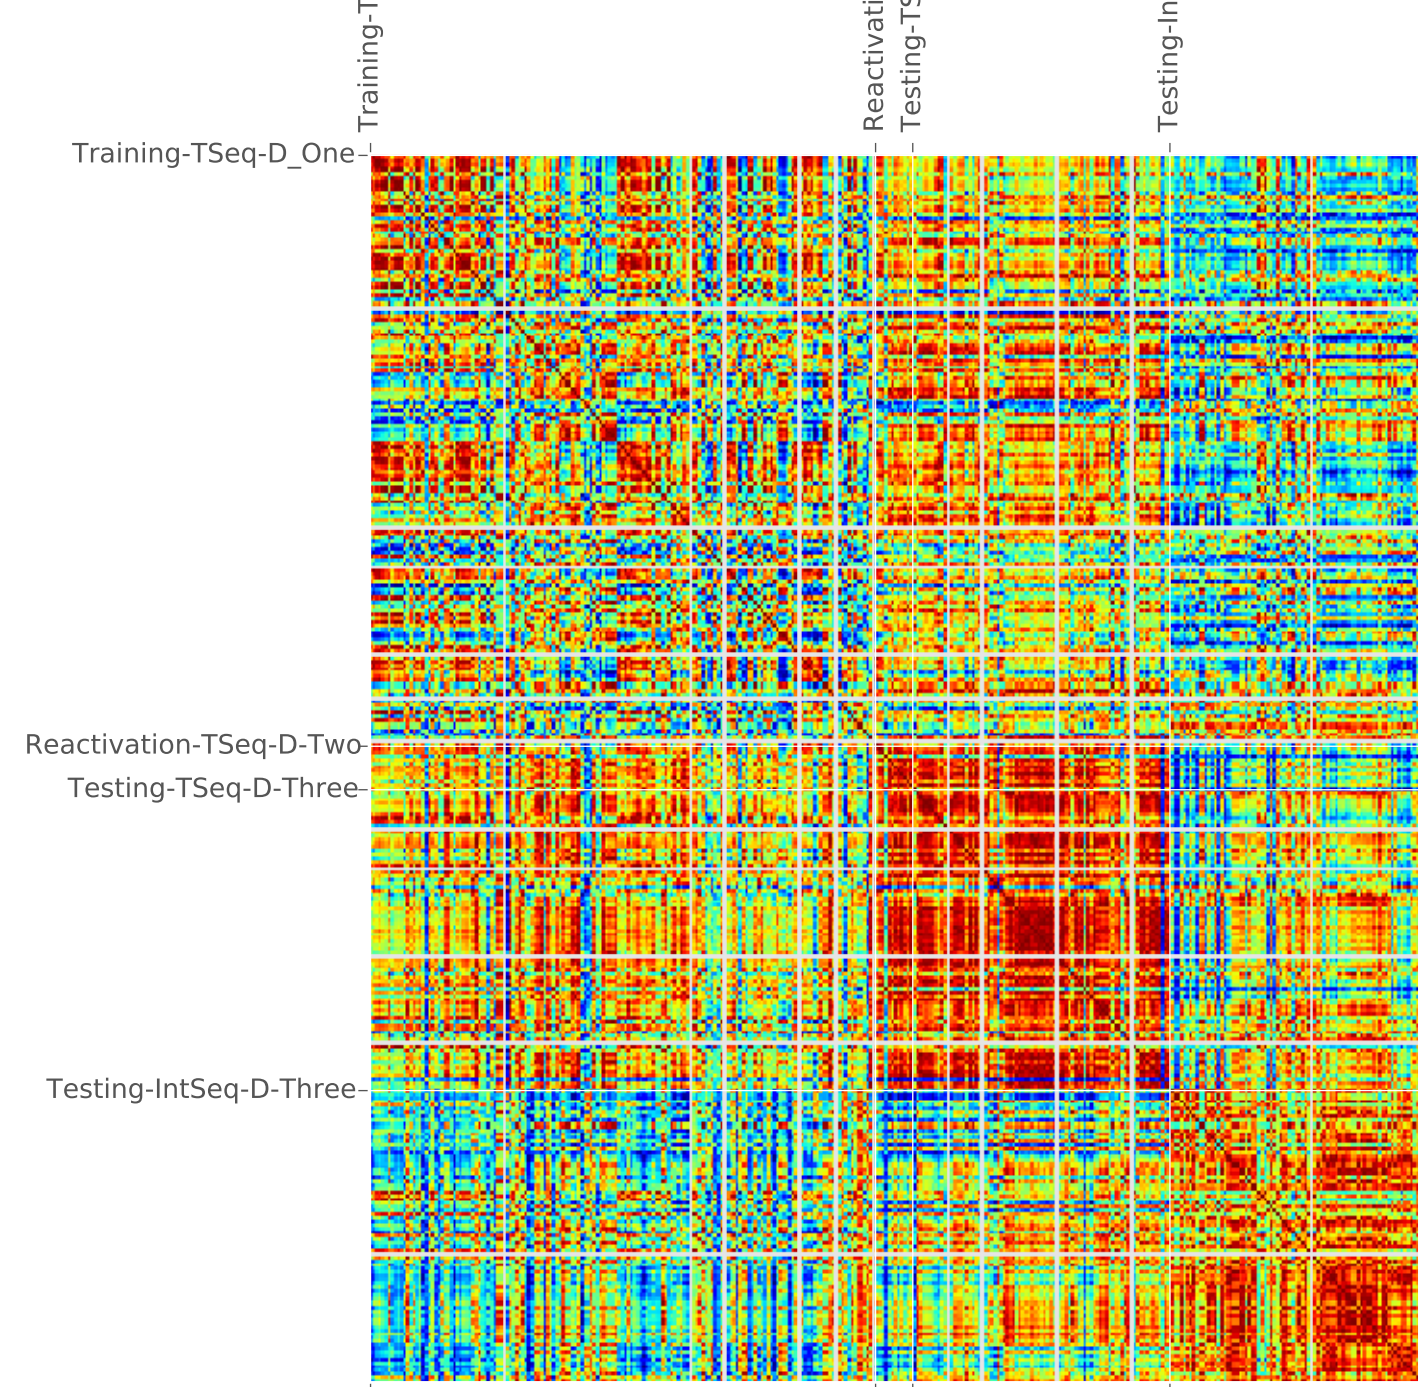 Training-T
Reactivati
Testing-TS
Testing-In
Training-TSeq-D_One
Reactivation-TSeq-D-Two
Testing-TSeq-D-Three
Testing-IntSeq-D-Three